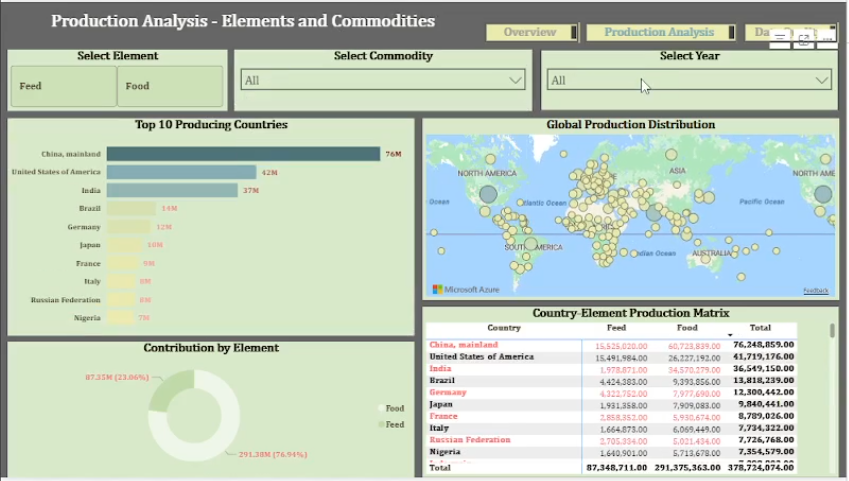 Production Analysis - Elements and Commodities
Overview
Production Analysis
Select Element
Feed
Food
Select Commodity
All
Select Year
All
Top 10 Producing Countries
China, mainland 76M
United States of America 42M
India 37M
Brazil 14M
Germany 12M
Japan 10M
France 9M
Italy 8M
Russian Federation 8M
Nigeria 7M
Global Production Distribution
NORTH AMERICA
ASIA
NORTH AME
Ocean
Atlantic Ocean
Pacific Ocean
SOUTH AMERICA
Indian Ocean
AUSTRALIA
Microsoft Azure
Feedback
Contribution by Element
87.35M (23.06%)
291.38M (76.94%)
Food
Feed
Country-Element Production Matrix
Country Feed Food Total
China, mainland 15,525,020.00 60,723,839.00 76,248,859.00
United States of America 15,491,984.00 26,227,192.00 41,719,176.00
India 1,978,871.00 34,570,279.00 36,549,150.00
Brazil 4,424,383.00 9,393,856.00 13,818,239.00
Germany 4,322,752.00 7,977,690.00 12,300,442.00
Japan 1,931,358.00 7,909,083.00 9,840,441.00
France 2,858,352.00 5,930,674.00 8,789,026.00
Italy 1,664,873.00 6,069,449.00 7,734,322.00
Russian Federation 2,705,334.00 5,021,434.00 7,726,768.00
Nigeria 1,640,901.00 5,713,678.00 7,354,579.00
Total 87,348,711.00 291,375,363.00 378,724,074.00